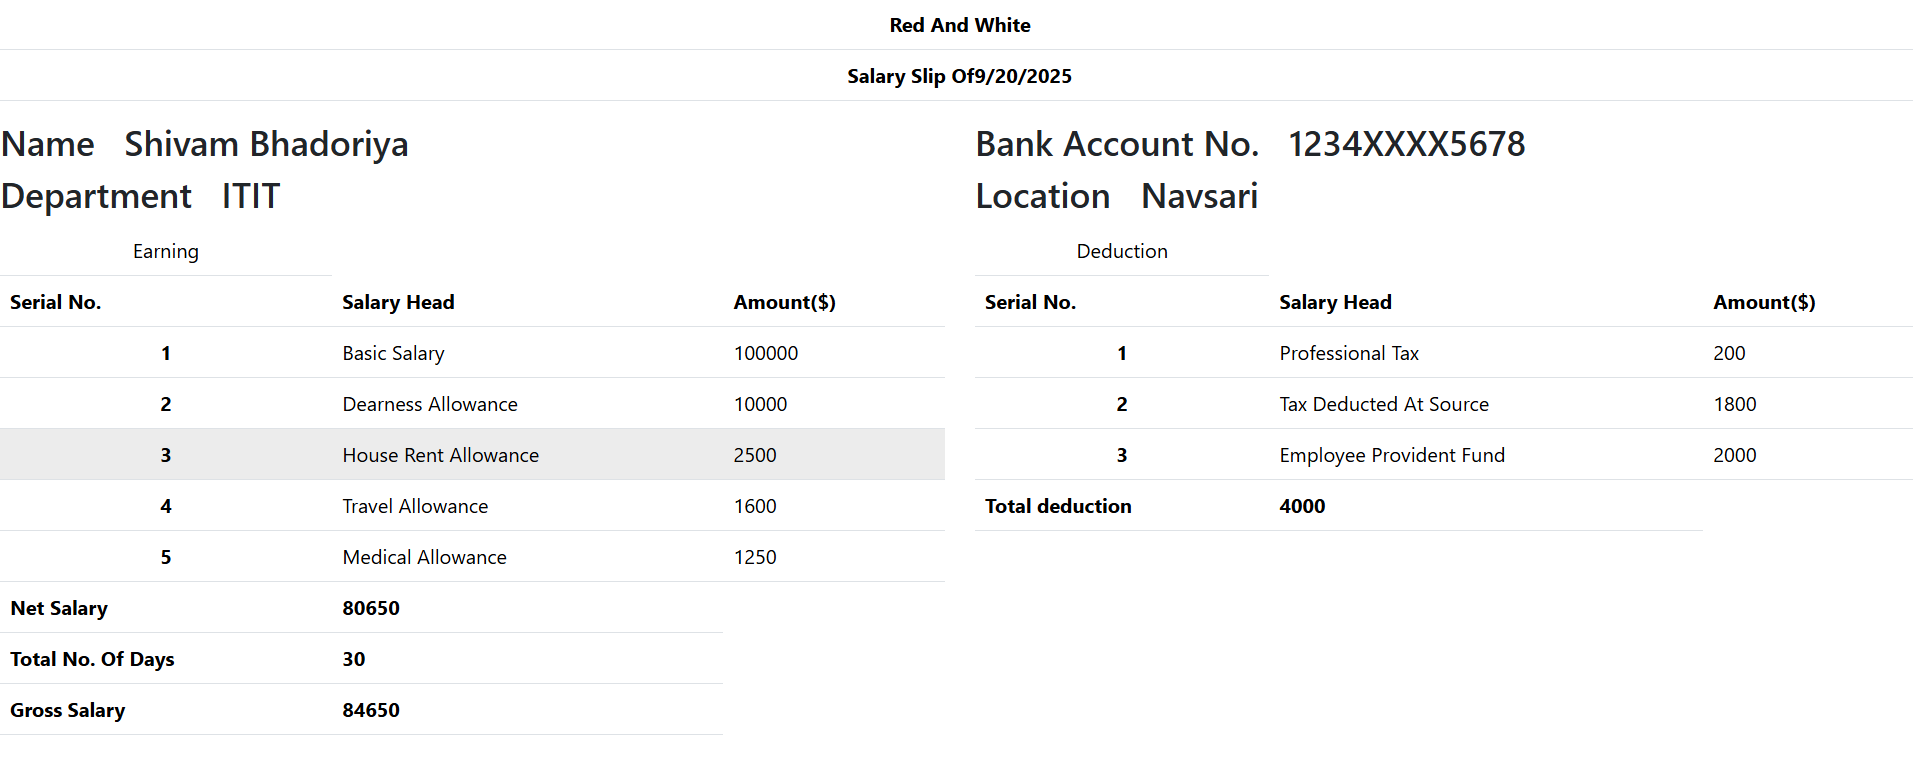 Red And White
Salary Slip Of9/20/2025
Name Shivam Bhadoriya
Department ITIT
Bank Account No. 1234XXXX5678
Location Navsari
Earning
Serial No. Salary Head Amount($)
1 Basic Salary 100000
2 Dearness Allowance 10000
3 House Rent Allowance 2500
4 Travel Allowance 1600
5 Medical Allowance 1250
Net Salary 80650
Total No. Of Days 30
Gross Salary 84650
Deduction
Serial No. Salary Head Amount($)
1 Professional Tax 200
2 Tax Deducted At Source 1800
3 Employee Provident Fund 2000
Total deduction 4000